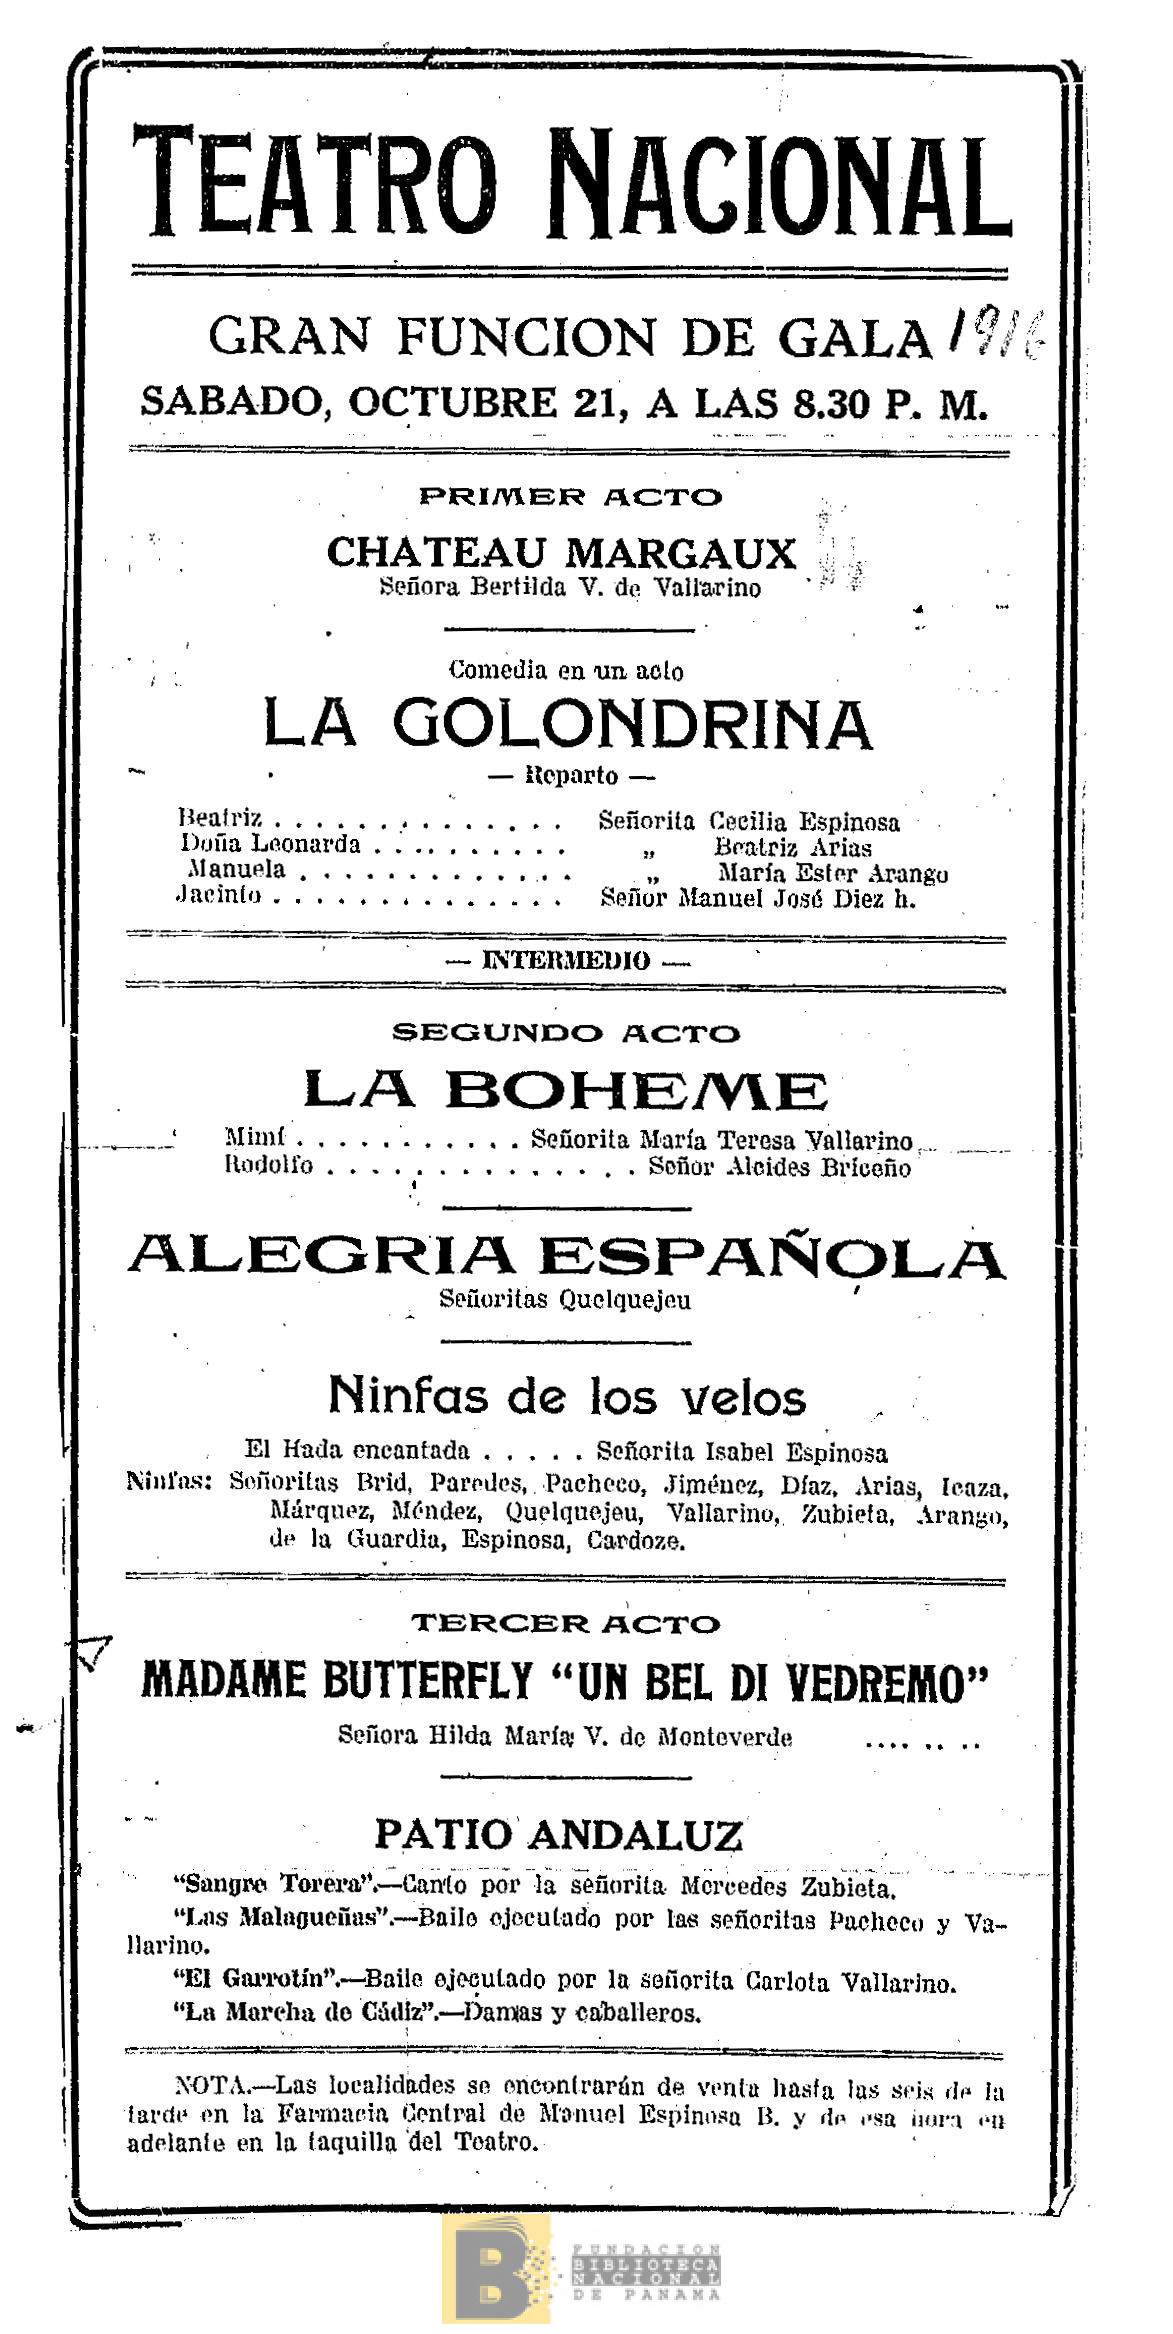 TEATRO NACIONAL
GRAN FUNCION DE GALA 1916
SABADO, OCTUBRE 21, A LAS 8.30 P. M.
PRIMER ACTO
CHATEAU MARGAUX
Señora Bertilda V. de Vallarino
Comedia en un acto
LA GOLONDRINA
— Reparto —
Beatriz . . . . . . . . . . . . . . Señorita Cecilia Espinosa
Doña Leonarda . . . . . . . . . . „ Beatriz Arias
Manuela . . . . . . . . . . . . . „ María Ester Arango
Jacinto . . . . . . . . . . . . . . Señor Manuel José Diez h.
— INTERMEDIO —
SEGUNDO ACTO
LA BOHEME
Mimí . . . . . . . . . . . Señorita María Teresa Vallarino
Rodolfo . . . . . . . . . . . . . . Señor Alcides Briceño
ALEGRIA ESPAÑOLA
Señoritas Quelquejeu
Ninfas de los velos
El Hada encantada . . . . . Señorita Isabel Espinosa
Ninfas: Señoritas Brid, Paredes, Pacheco, Jiménez, Díaz, Arias, Icaza,
Márquez, Méndez, Quelquejeu, Vallarino, Zubieta, Arango,
de la Guardia, Espinosa, Cardoze.
TERCER ACTO
MADAME BUTTERFLY “UN BEL DI VEDREMO”
Señora Hilda María V. de Monteverde .... .. ..
PATIO ANDALUZ
“Sangre Torera”.—Canto por la señorita Mercedes Zubieta.
“Las Malagueñas”.—Baile ejecutado por las señoritas Pacheco y Va-
llarino.
“El Garrotín”.—Baile ejecutado por la señorita Carlota Vallarino.
“La Marcha de Cádiz”.—Damas y caballeros.
NOTA.—Las localidades se encontrarán de venta hasta las seis de la
tarde en la Farmacia Central de Manuel Espinosa B. y de esa hora en
adelante en la taquilla del Teatro.
B FUNDACION
BIBLIOTECA
NACIONAL
DE PANAMA